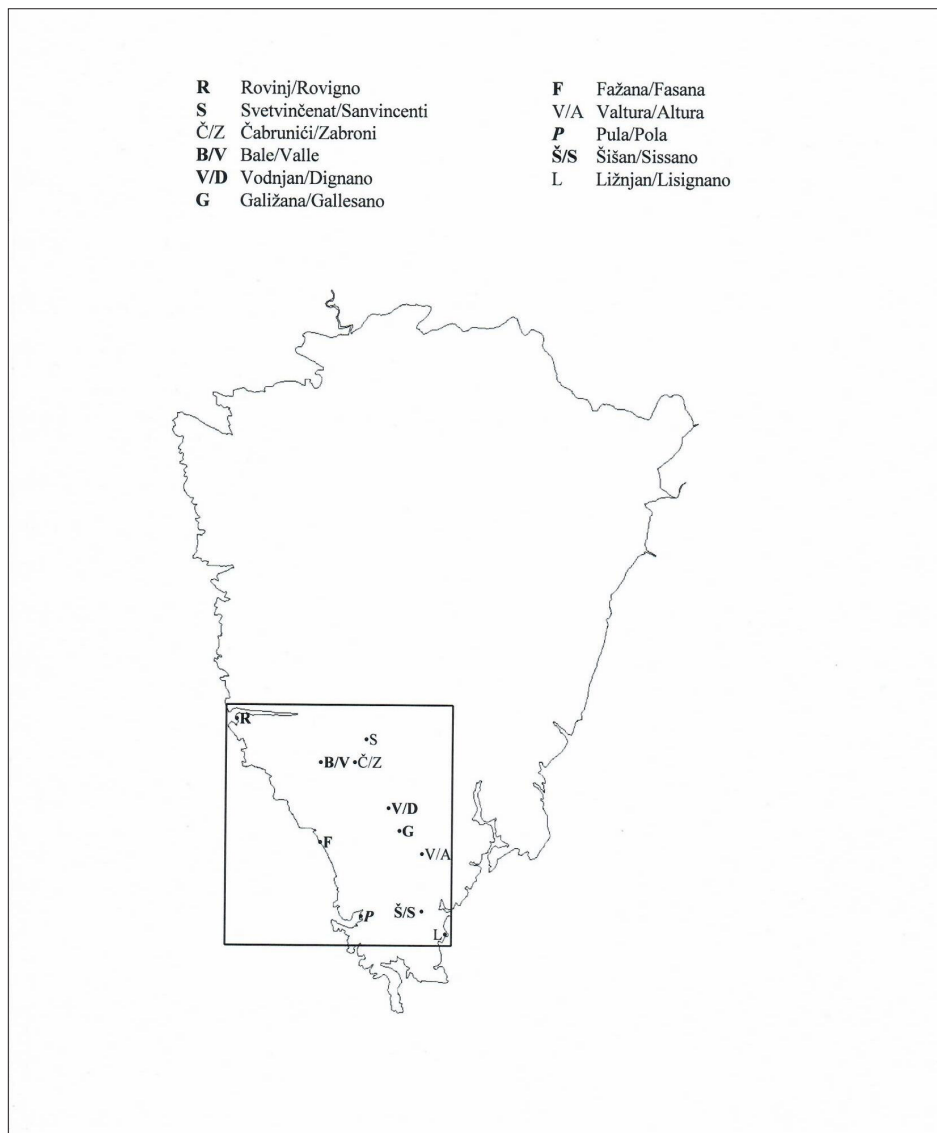 R Rovinj/Rovigno
S Svetvinčenat/Sanvincenti
Č/Z Čabrunići/Zabroni
B/V Bale/Valle
V/D Vodnjan/Dignano
G Galižana/Gallesano
F Fažana/Fasana
V/A Valtura/Altura
P Pula/Pola
Š/S Šišan/Sissano
L Ližnjan/Lisignano
R
S
B/V Č/Z
V/D
G
F
V/A
Š/S
P
L